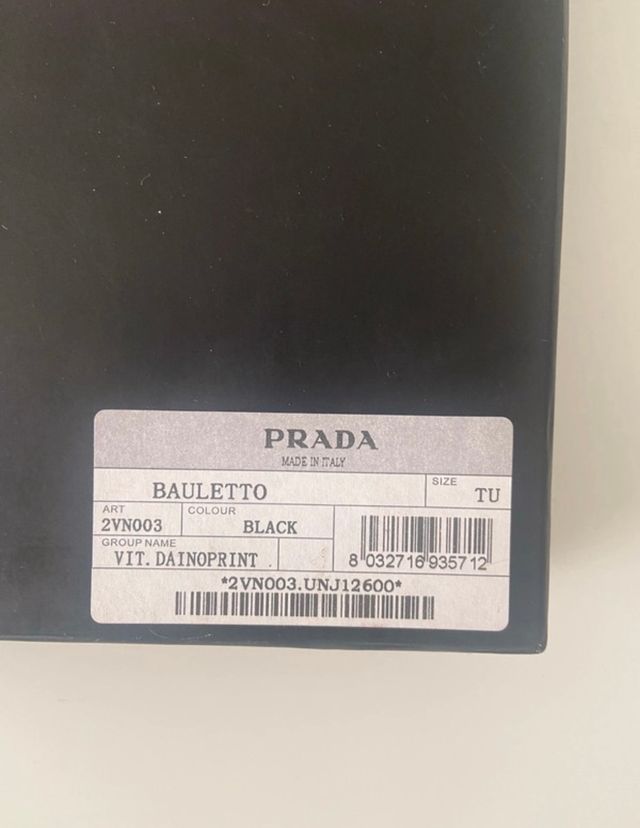 PRADA
MADE IN ITALY
BAULETTO
SIZE
TU
ART
2VN003
COLOUR
BLACK
GROUP NAME
VIT. DAINOPRINT .
8 032716 935712
*2VN003.UNJ12600*